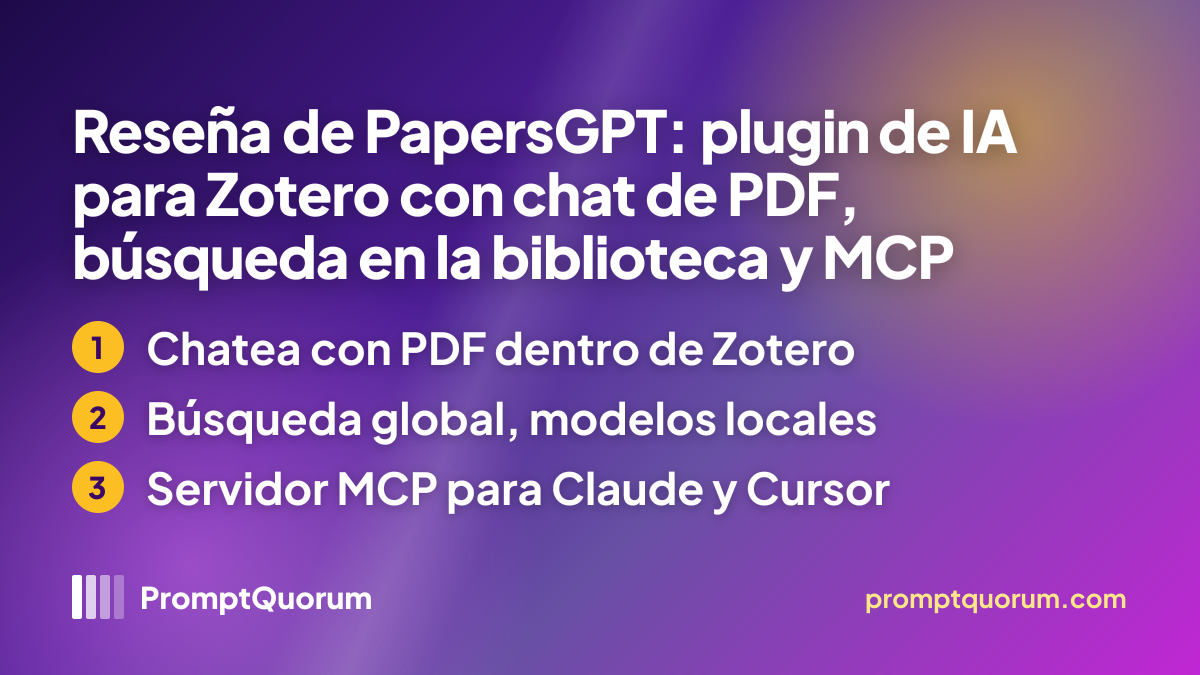 Reseña de PapersGPT: plugin de IA
para Zotero con chat de PDF,
búsqueda en la biblioteca y MCP
1 Chatea con PDF dentro de Zotero
2 Búsqueda global, modelos locales
3 Servidor MCP para Claude y Cursor
PromptQuorum
promptquorum.com